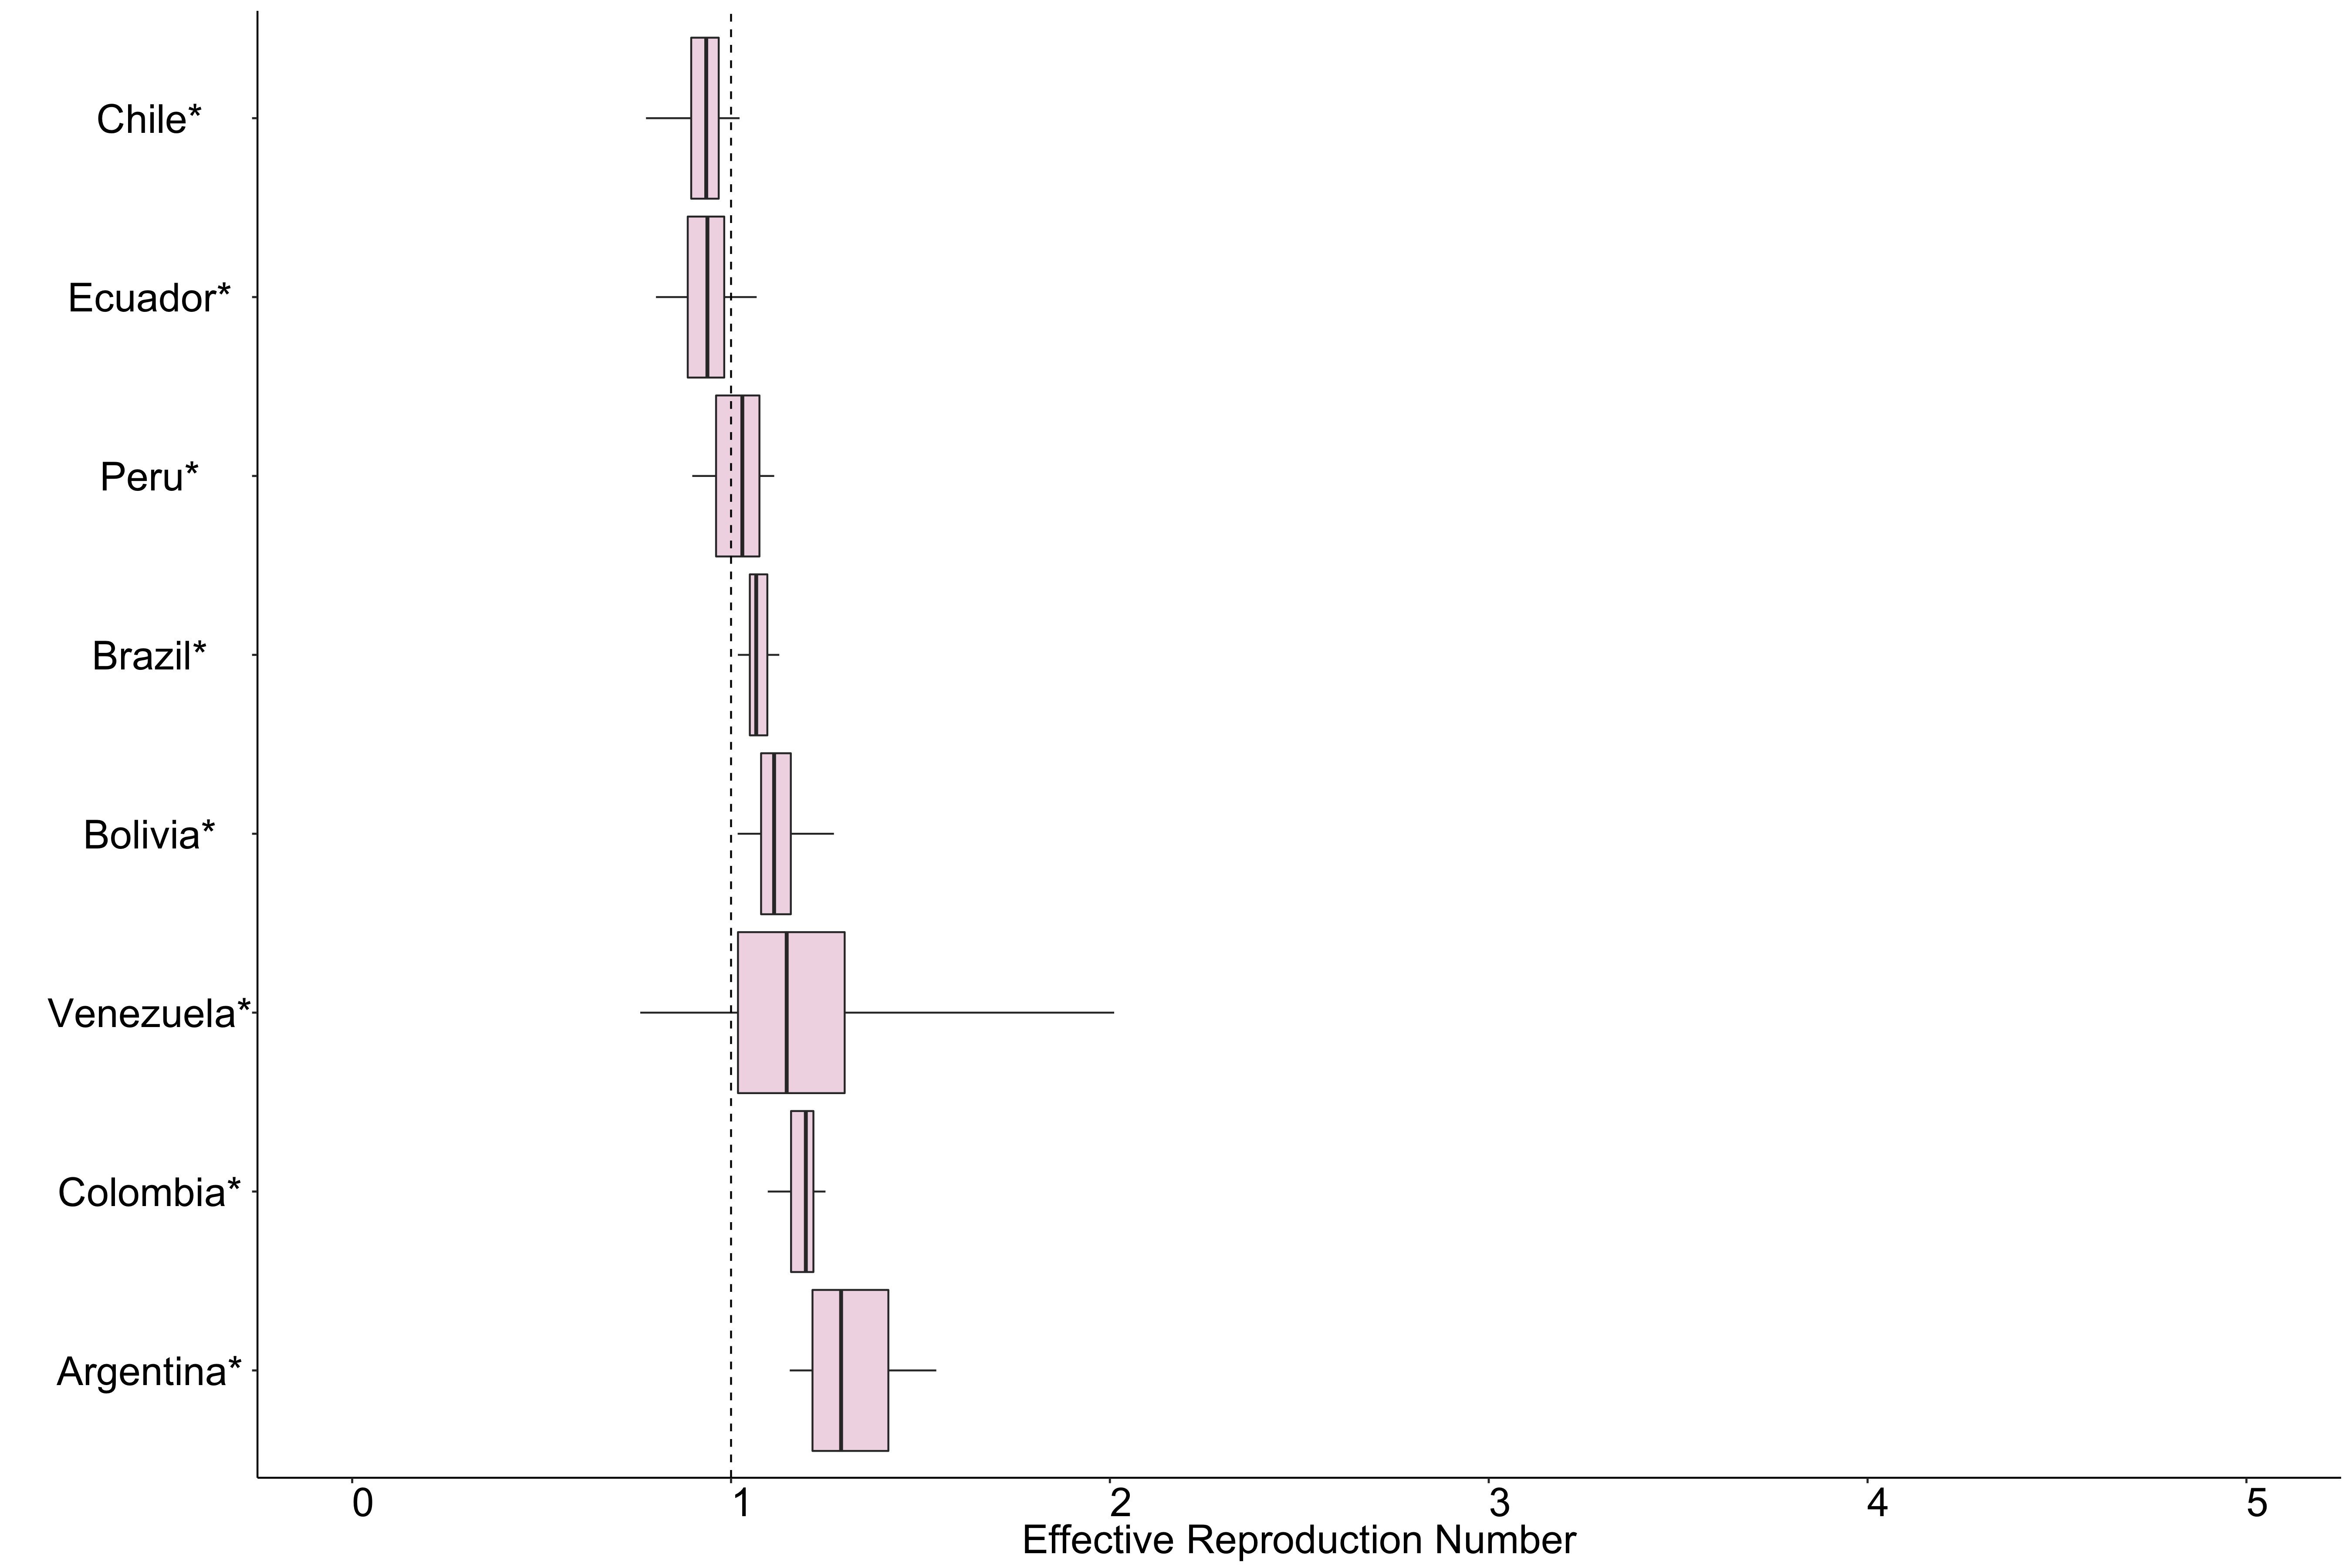 Chile*
Ecuador*
Peru*
Brazil*
Bolivia*
Venezuela*
Colombia*
Argentina*
0 1 2 3 4 5
Effective Reproduction Number